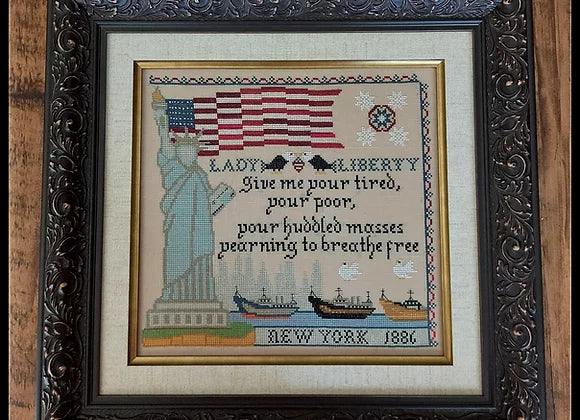 LADY LIBERTY
Give me your tired,
your poor,
your huddled masses
yearning to breathe free
NEW YORK 1886